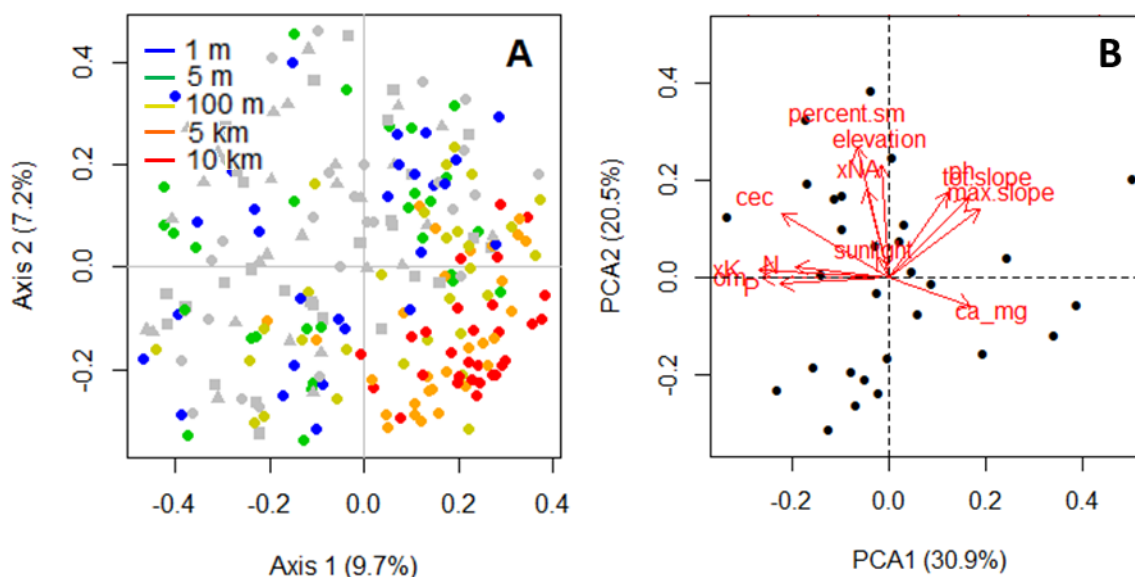 A
1 m
5 m
100 m
5 km
10 km
0.4
0.2
0.0
-0.2
Axis 2 (7.2%)
-0.4
-0.2
0.0
0.2
0.4
Axis 1 (9.7%)
B
percent.sm
elevation
xNA
ph
tot.slope
max.slope
cec
sunlight
N
xK
om
P
ca_mg
0.4
0.2
0.0
-0.2
PCA2 (20.5%)
-0.2
0.0
0.2
0.4
PCA1 (30.9%)